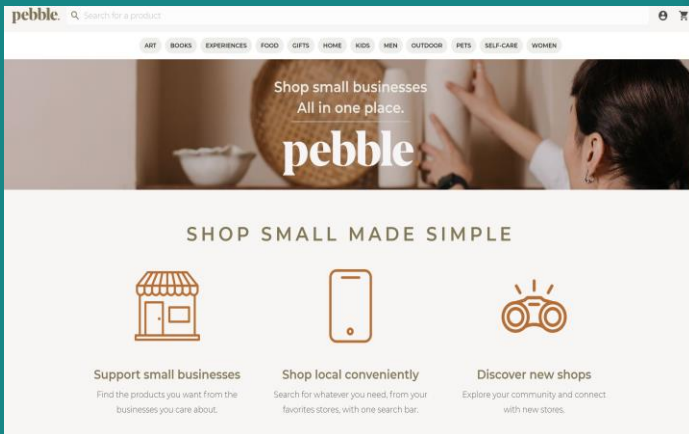 pebble.
Search for a product
ART BOOKS EXPERIENCES FOOD GIFTS HOME KIDS MEN OUTDOOR PETS SELF-CARE WOMEN
Shop small businesses
All in one place.
pebble
SHOP SMALL MADE SIMPLE
Support small businesses
Find the products you want from the
businesses you care about.
Shop local conveniently
Search for whatever you need, from your
favorites stores, with one search bar.
Discover new shops
Explore your community and connect
with new stores.